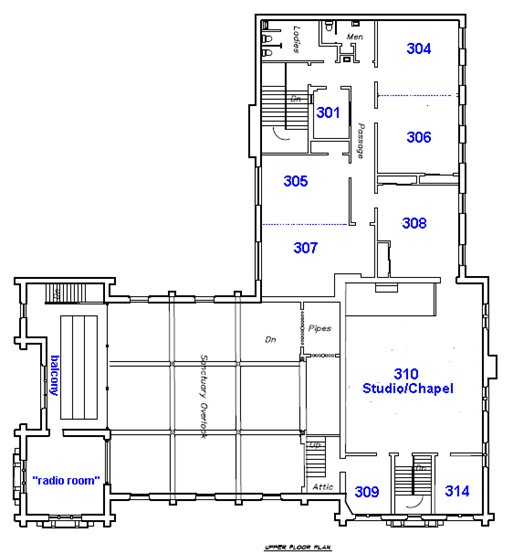 Ladies
Men
304
Dn
301
Passage
306
305
308
307
up
Dn
Pipes
balcony
Sanctuary Overlook
310
Studio/Chapel
Up
Dn
"radio room"
Attic
309
314
UPPER FLOOR PLAN